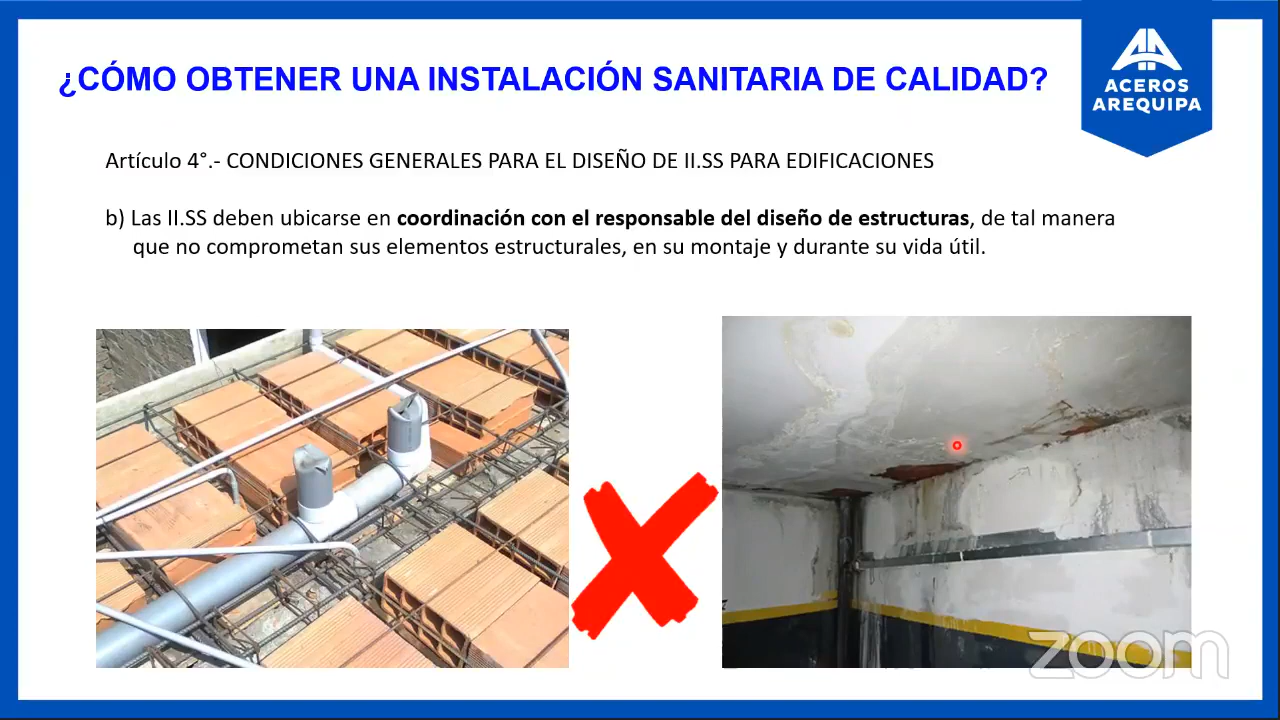 ¿CÓMO OBTENER UNA INSTALACIÓN SANITARIA DE CALIDAD?
ACEROS
AREQUIPA
Artículo 4°.- CONDICIONES GENERALES PARA EL DISEÑO DE II.SS PARA EDIFICACIONES
b) Las II.SS deben ubicarse en coordinación con el responsable del diseño de estructuras, de tal manera
que no comprometan sus elementos estructurales, en su montaje y durante su vida útil.
zoom